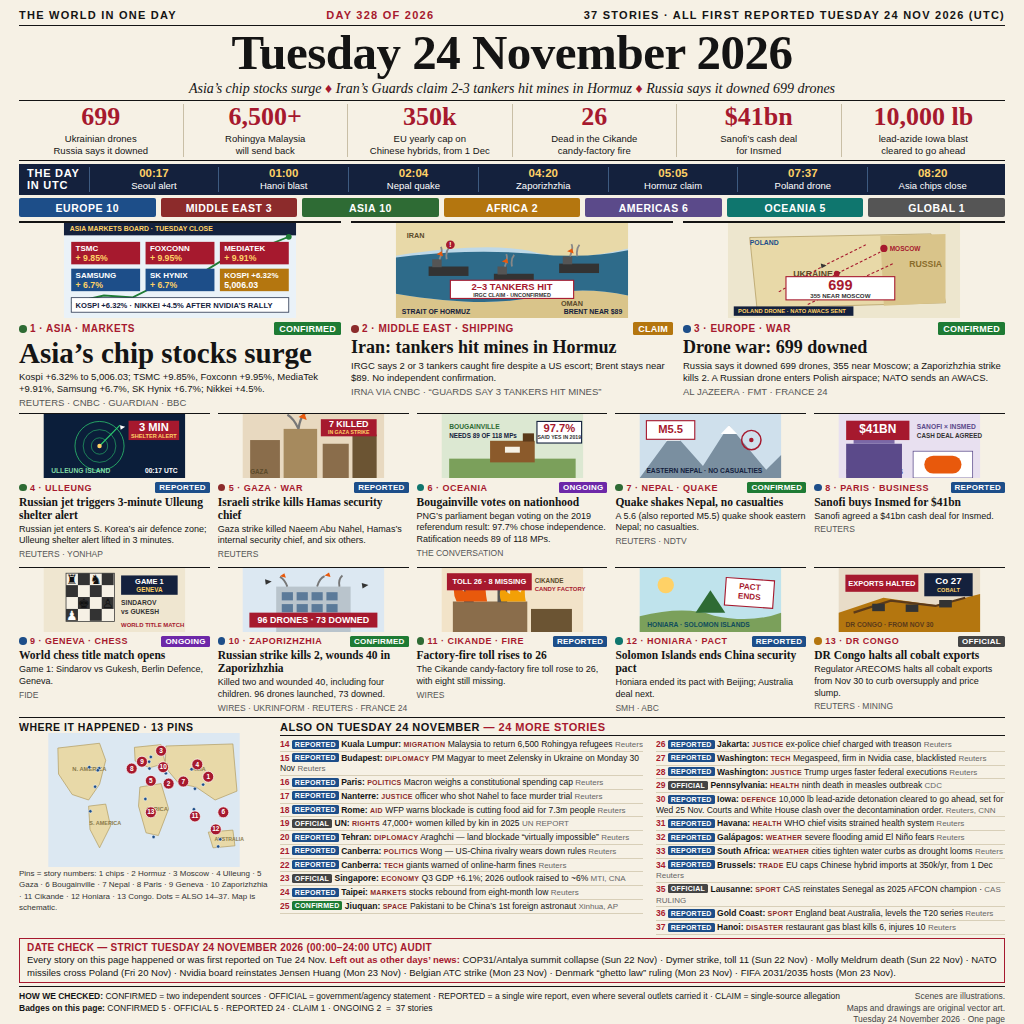 THE WORLD IN ONE DAY
DAY 328 OF 2026
37 STORIES · ALL FIRST REPORTED TUESDAY 24 NOV 2026 (UTC)
Tuesday 24 November 2026
Asia’s chip stocks surge ♦ Iran’s Guards claim 2-3 tankers hit mines in Hormuz ♦ Russia says it downed 699 drones
699
Ukrainian drones
Russia says it downed
6,500+
Rohingya Malaysia
will send back
350k
EU yearly cap on
Chinese hybrids, from 1 Dec
26
Dead in the Cikande
candy-factory fire
$41bn
Sanofi’s cash deal
for Insmed
10,000 lb
lead-azide Iowa blast
cleared to go ahead
THE DAY
IN UTC
00:17
Seoul alert
01:00
Hanoi blast
02:04
Nepal quake
04:20
Zaporizhzhia
05:05
Hormuz claim
07:37
Poland drone
08:20
Asia chips close
EUROPE 10
MIDDLE EAST 3
ASIA 10
AFRICA 2
AMERICAS 6
OCEANIA 5
GLOBAL 1
ASIA MARKETS BOARD · TUESDAY CLOSE
TSMC
+ 9.85%
FOXCONN
+ 9.95%
MEDIATEK
+ 9.91%
SAMSUNG
+ 6.7%
SK HYNIX
+ 6.7%
KOSPI +6.32%
5,006.03
KOSPI +6.32% · NIKKEI +4.5% AFTER NVIDIA'S RALLY
1 · ASIA · MARKETS
CONFIRMED
Asia’s chip stocks surge
Kospi +6.32% to 5,006.03; TSMC +9.85%, Foxconn +9.95%, MediaTek
+9.91%, Samsung +6.7%, SK Hynix +6.7%; Nikkei +4.5%.
REUTERS · CNBC · GUARDIAN · BBC
IRAN
!
2–3 TANKERS HIT
IRGC CLAIM · UNCONFIRMED
OMAN
STRAIT OF HORMUZ
BRENT NEAR $89
2 · MIDDLE EAST · SHIPPING
CLAIM
Iran: tankers hit mines in Hormuz
IRGC says 2 or 3 tankers caught fire despite a US escort; Brent stays near
$89. No independent confirmation.
IRNA VIA CNBC · “GUARDS SAY 3 TANKERS HIT MINES”
POLAND
MOSCOW
UKRAINE
RUSSIA
699
355 NEAR MOSCOW
POLAND DRONE · NATO AWACS SENT
3 · EUROPE · WAR
CONFIRMED
Drone war: 699 downed
Russia says it downed 699 drones, 355 near Moscow; a Zaporizhzhia strike
kills 2. A Russian drone enters Polish airspace; NATO sends an AWACS.
AL JAZEERA · FMT · FRANCE 24
3 MIN
SHELTER ALERT
ULLEUNG ISLAND
00:17 UTC
4 · ULLEUNG
REPORTED
Russian jet triggers 3-minute Ulleung
shelter alert
Russian jet enters S. Korea’s air defence zone;
Ulleung shelter alert lifted in 3 minutes.
REUTERS · YONHAP
7 KILLED
IN GAZA STRIKE
GAZA
5 · GAZA · WAR
REPORTED
Israeli strike kills Hamas security
chief
Gaza strike killed Naeem Abu Nahel, Hamas’s
internal security chief, and six others.
REUTERS
BOUGAINVILLE
NEEDS 89 OF 118 MPs
97.7%
SAID YES IN 2019
6 · OCEANIA
ONGOING
Bougainville votes on nationhood
PNG’s parliament began voting on the 2019
referendum result: 97.7% chose independence.
Ratification needs 89 of 118 MPs.
THE CONVERSATION
M5.5
EASTERN NEPAL · NO CASUALTIES
7 · NEPAL · QUAKE
CONFIRMED
Quake shakes Nepal, no casualties
A 5.6 (also reported M5.5) quake shook eastern
Nepal; no casualties.
REUTERS · NDTV
$41BN
SANOFI × INSMED
CASH DEAL AGREED
8 · PARIS · BUSINESS
REPORTED
Sanofi buys Insmed for $41bn
Sanofi agreed a $41bn cash deal for Insmed.
REUTERS
GAME 1
GENEVA
SINDAROV
vs GUKESH
WORLD TITLE MATCH
9 · GENEVA · CHESS
ONGOING
World chess title match opens
Game 1: Sindarov vs Gukesh, Berlin Defence,
Geneva.
FIDE
96 DRONES · 73 DOWNED
10 · ZAPORIZHZHIA
CONFIRMED
Russian strike kills 2, wounds 40 in
Zaporizhzhia
Killed two and wounded 40, including four
children. 96 drones launched, 73 downed.
WIRES · UKRINFORM · REUTERS · FRANCE 24
TOLL 26 · 8 MISSING
CIKANDE
CANDY FACTORY
11 · CIKANDE · FIRE
REPORTED
Factory-fire toll rises to 26
The Cikande candy-factory fire toll rose to 26,
with eight still missing.
WIRES
PACT
ENDS
HONIARA · SOLOMON ISLANDS
12 · HONIARA · PACT
REPORTED
Solomon Islands ends China security
pact
Honiara ended its pact with Beijing; Australia
deal next.
SMH · ABC
EXPORTS HALTED
Co 27
COBALT
DR CONGO · FROM NOV 30
13 · DR CONGO
OFFICIAL
DR Congo halts all cobalt exports
Regulator ARECOMS halts all cobalt exports
from Nov 30 to curb oversupply and price
slump.
REUTERS · MINING
WHERE IT HAPPENED · 13 PINS
N. AMERICA
S. AMERICA
AUSTRALIA
3
9
8
10
4
5
2
7
1
13
11
6
12
Pins = story numbers: 1 chips · 2 Hormuz · 3 Moscow · 4 Ulleung · 5
Gaza · 6 Bougainville · 7 Nepal · 8 Paris · 9 Geneva · 10 Zaporizhzhia
· 11 Cikande · 12 Honiara · 13 Congo. Dots = ALSO 14–37. Map is
schematic.
ALSO ON TUESDAY 24 NOVEMBER — 24 MORE STORIES
14 REPORTED Kuala Lumpur: MIGRATION Malaysia to return 6,500 Rohingya refugees Reuters
15 REPORTED Budapest: DIPLOMACY PM Magyar to meet Zelensky in Ukraine on Monday 30
Nov Reuters
16 REPORTED Paris: POLITICS Macron weighs a constitutional spending cap Reuters
17 REPORTED Nanterre: JUSTICE officer who shot Nahel to face murder trial Reuters
18 REPORTED Rome: AID WFP warns blockade is cutting food aid for 7.3m people Reuters
19 OFFICIAL UN: RIGHTS 47,000+ women killed by kin in 2025 UN REPORT
20 REPORTED Tehran: DIPLOMACY Araghchi — land blockade “virtually impossible” Reuters
21 REPORTED Canberra: POLITICS Wong — US-China rivalry wears down rules Reuters
22 REPORTED Canberra: TECH giants warned of online-harm fines Reuters
23 OFFICIAL Singapore: ECONOMY Q3 GDP +6.1%; 2026 outlook raised to ~6% MTI, CNA
24 REPORTED Taipei: MARKETS stocks rebound from eight-month low Reuters
25 CONFIRMED Jiuquan: SPACE Pakistani to be China’s 1st foreign astronaut Xinhua, AP
26 REPORTED Jakarta: JUSTICE ex-police chief charged with treason Reuters
27 REPORTED Washington: TECH Megaspeed, firm in Nvidia case, blacklisted Reuters
28 REPORTED Washington: JUSTICE Trump urges faster federal executions Reuters
29 OFFICIAL Pennsylvania: HEALTH ninth death in measles outbreak CDC
30 REPORTED Iowa: DEFENCE 10,000 lb lead-azide detonation cleared to go ahead, set for
Wed 25 Nov. Courts and White House clash over the decontamination order. Reuters, CNN
31 REPORTED Havana: HEALTH WHO chief visits strained health system Reuters
32 REPORTED Galápagos: WEATHER severe flooding amid El Niño fears Reuters
33 REPORTED South Africa: WEATHER cities tighten water curbs as drought looms Reuters
34 REPORTED Brussels: TRADE EU caps Chinese hybrid imports at 350k/yr, from 1 Dec
Reuters
35 OFFICIAL Lausanne: SPORT CAS reinstates Senegal as 2025 AFCON champion · CAS
RULING
36 REPORTED Gold Coast: SPORT England beat Australia, levels the T20 series Reuters
37 REPORTED Hanoi: DISASTER restaurant gas blast kills 6, injures 10 Reuters
DATE CHECK — STRICT TUESDAY 24 NOVEMBER 2026 (00:00–24:00 UTC) AUDIT
Every story on this page happened or was first reported on Tue 24 Nov. Left out as other days’ news: COP31/Antalya summit collapse (Sun 22 Nov) · Dymer strike, toll 11 (Sun 22 Nov) · Molly Meldrum death (Sun 22 Nov) · NATO
missiles cross Poland (Fri 20 Nov) · Nvidia board reinstates Jensen Huang (Mon 23 Nov) · Belgian ATC strike (Mon 23 Nov) · Denmark “ghetto law” ruling (Mon 23 Nov) · FIFA 2031/2035 hosts (Mon 23 Nov).
HOW WE CHECKED: CONFIRMED = two independent sources · OFFICIAL = government/agency statement · REPORTED = a single wire report, even where several outlets carried it · CLAIM = single-source allegation
Badges on this page: CONFIRMED 5 · OFFICIAL 5 · REPORTED 24 · CLAIM 1 · ONGOING 2 = 37 stories
Scenes are illustrations.
Maps and drawings are original vector art.
Tuesday 24 November 2026 · One page